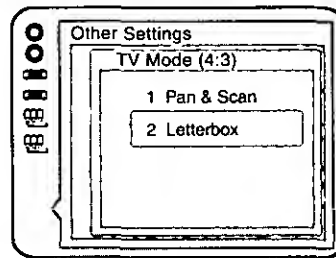 Other Settings
TV Mode (4:3)
1 Pan & Scan
2 Letterbox